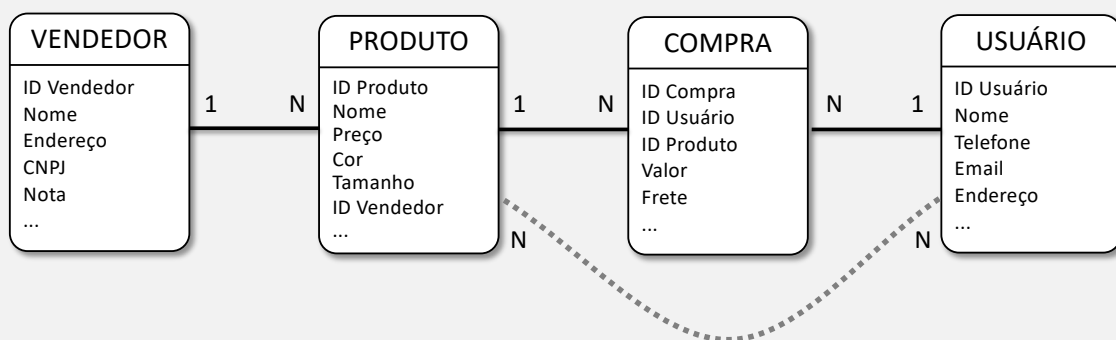 VENDEDOR
ID Vendedor
Nome
Endereço
CNPJ
Nota
...
1
N
PRODUTO
ID Produto
Nome
Preço
Cor
Tamanho
ID Vendedor
...
1
N
N
COMPRA
ID Compra
ID Usuário
ID Produto
Valor
Frete
...
N
1
N
USUÁRIO
ID Usuário
Nome
Telefone
Email
Endereço
...